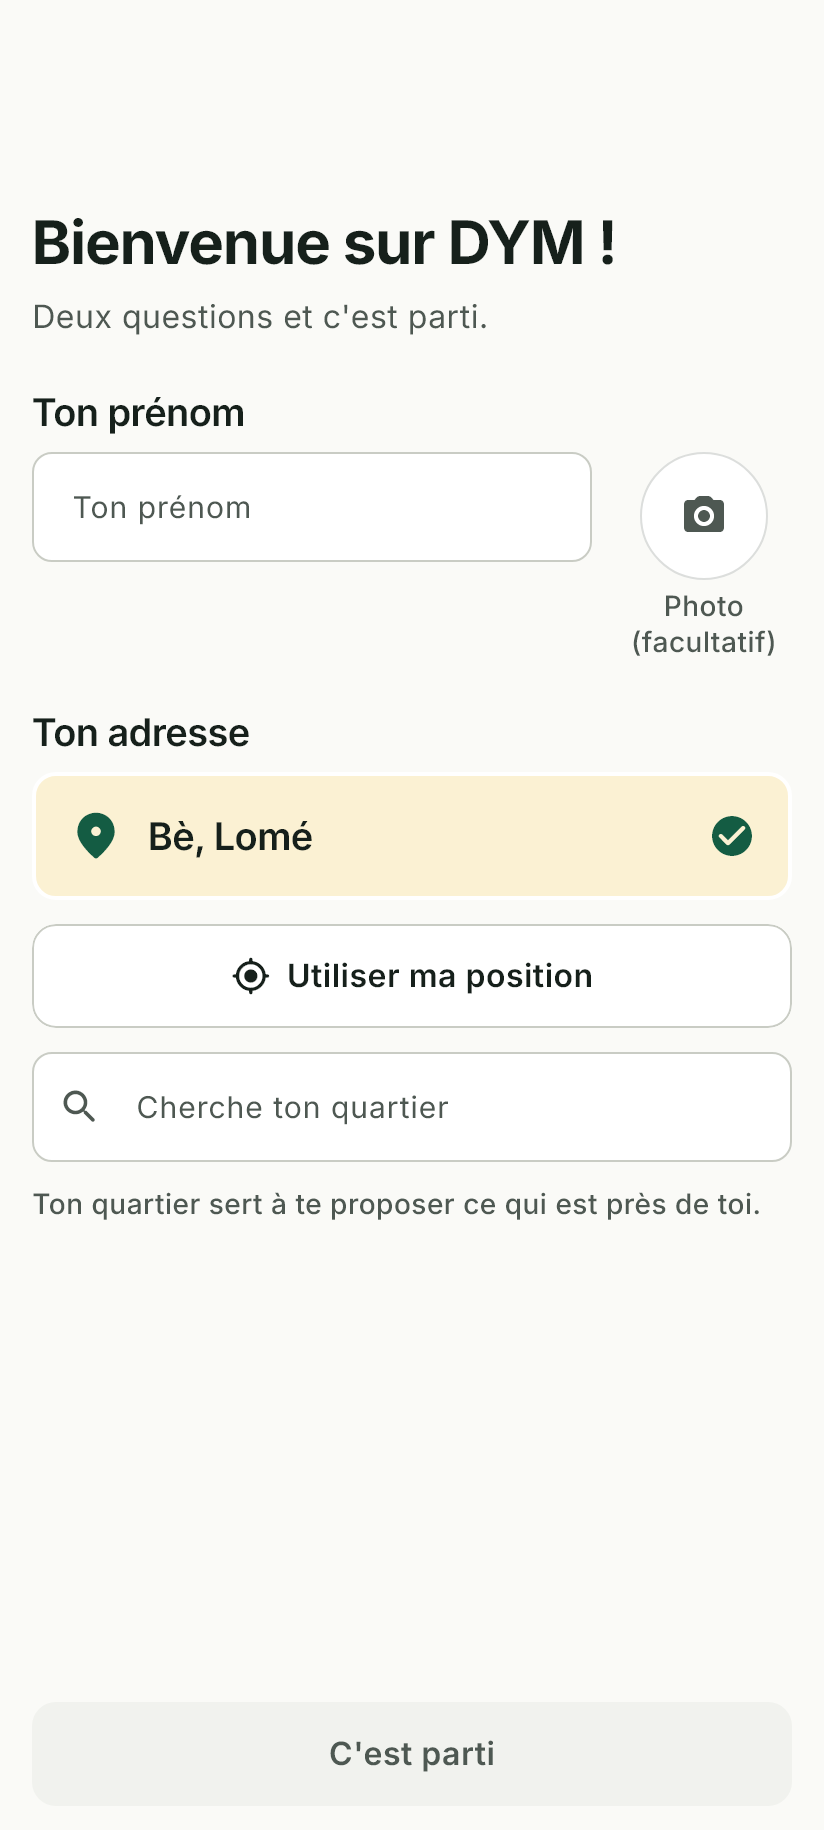 Bienvenue sur DYM !
Deux questions et c'est parti.
Ton prénom
Ton prénom
Photo
(facultatif)
Ton adresse
Bè, Lomé
Utiliser ma position
Cherche ton quartier
Ton quartier sert à te proposer ce qui est près de toi.
C'est parti